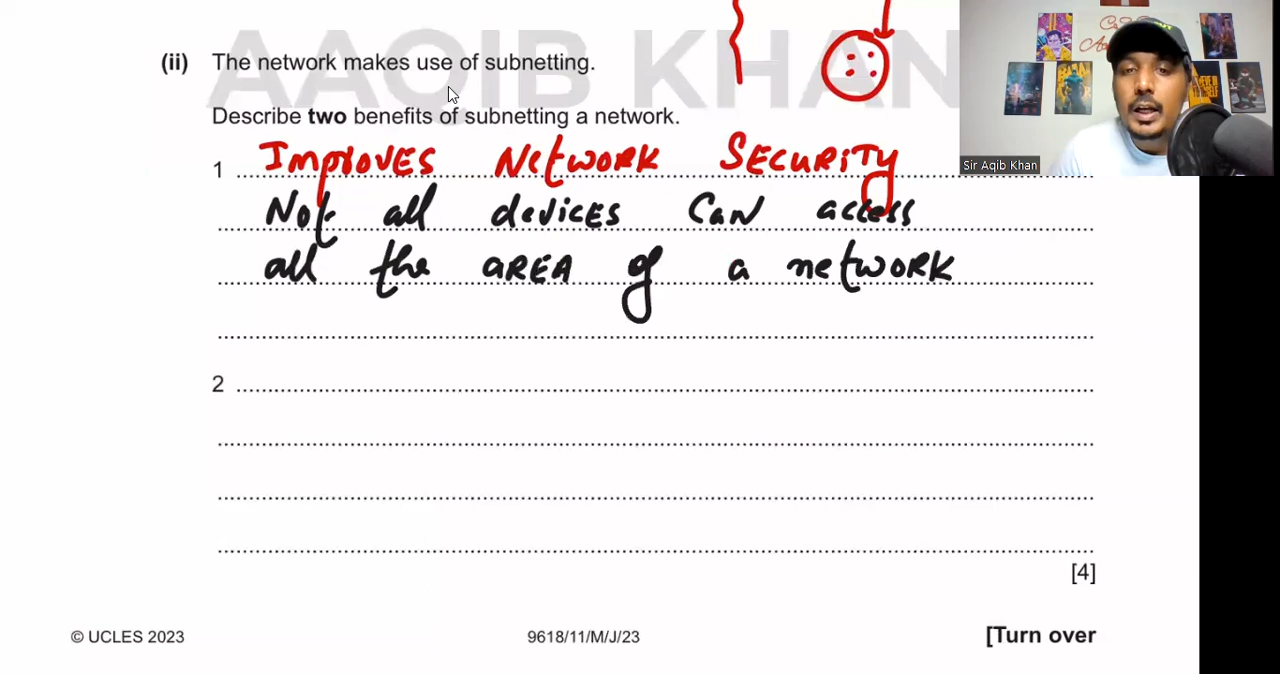 AAQIB KHAN
(ii) The network makes use of subnetting.
Describe two benefits of subnetting a network.
1 IMPROVES NETWORK SECURITY
Not all devices can access
all the AREA of a network
Sir Aqib Khan
2
[4]
© UCLES 2023
9618/11/M/J/23
[Turn over